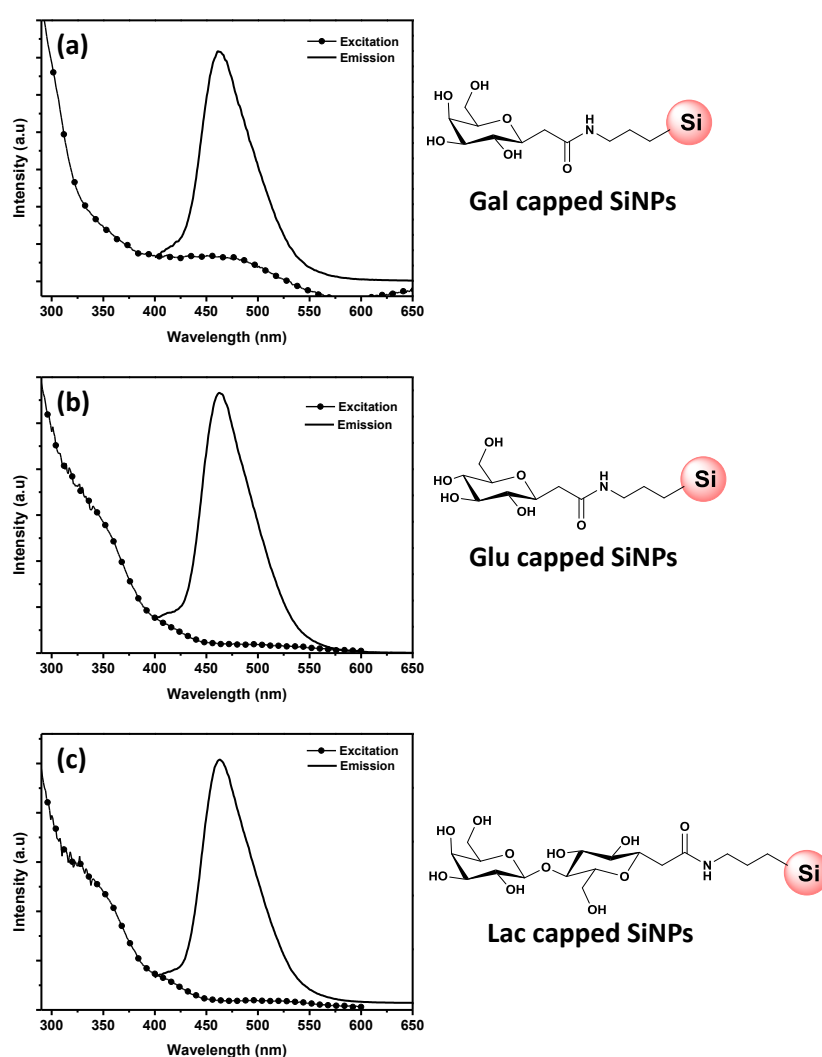 (a)
Excitation
Emission
Intensity (a.u)
300 350 400 450 500 550 600 650
Wavelength (nm)
OH
HO
O
H
N
HO
OH
O
Si
Gal capped SiNPs
(b)
Excitation
Emission
Intensity (a.u)
300 350 400 450 500 550 600 650
Wavelength (nm)
OH
HO
O
H
N
HO
OH
O
Si
Glu capped SiNPs
(c)
Excitation
Emission
Intensity (a.u)
300 350 400 450 500 550 600 650
Wavelength (nm)
OH
HO
O
HO
OH
O
HO
HO
O
OH
O
N
H
Si
Lac capped SiNPs